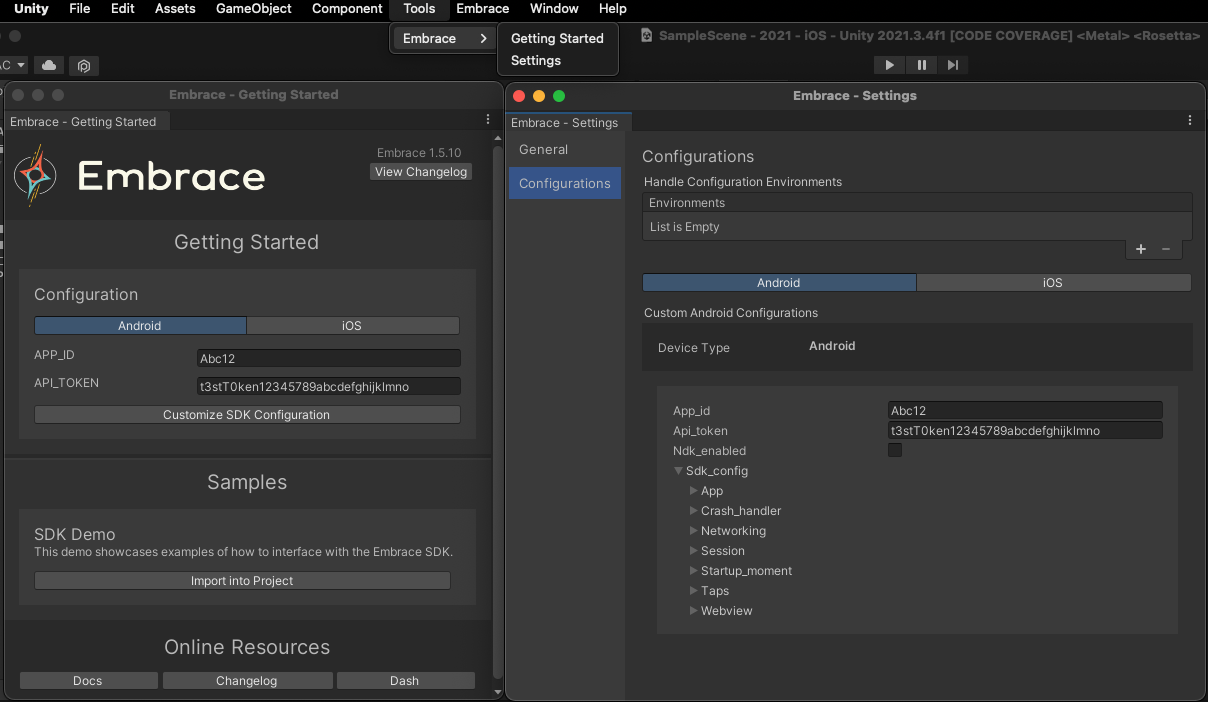 Unity File Edit Assets GameObject Component Tools Embrace Window Help
Embrace
Getting Started
Settings
SampleScene - 2021 - iOS - Unity 2021.3.4f1 [CODE COVERAGE] <Metal> <Rosetta>
Embrace - Getting Started
Embrace - Getting Started
Embrace
Embrace 1.5.10
View Changelog
Getting Started
Configuration
Android iOS
APP_ID Abc12
API_TOKEN t3stT0ken12345789abcdefghijklmno
Customize SDK Configuration
Samples
SDK Demo
This demo showcases examples of how to interface with the Embrace SDK.
Import into Project
Online Resources
Docs Changelog Dash
Embrace - Settings
Embrace - Settings
General
Configurations
Configurations
Handle Configuration Environments
Environments
List is Empty
+ −
Android iOS
Custom Android Configurations
Device Type Android
App_id Abc12
Api_token t3stT0ken12345789abcdefghijklmno
Ndk_enabled
Sdk_config
App
Crash_handler
Networking
Session
Startup_moment
Taps
Webview